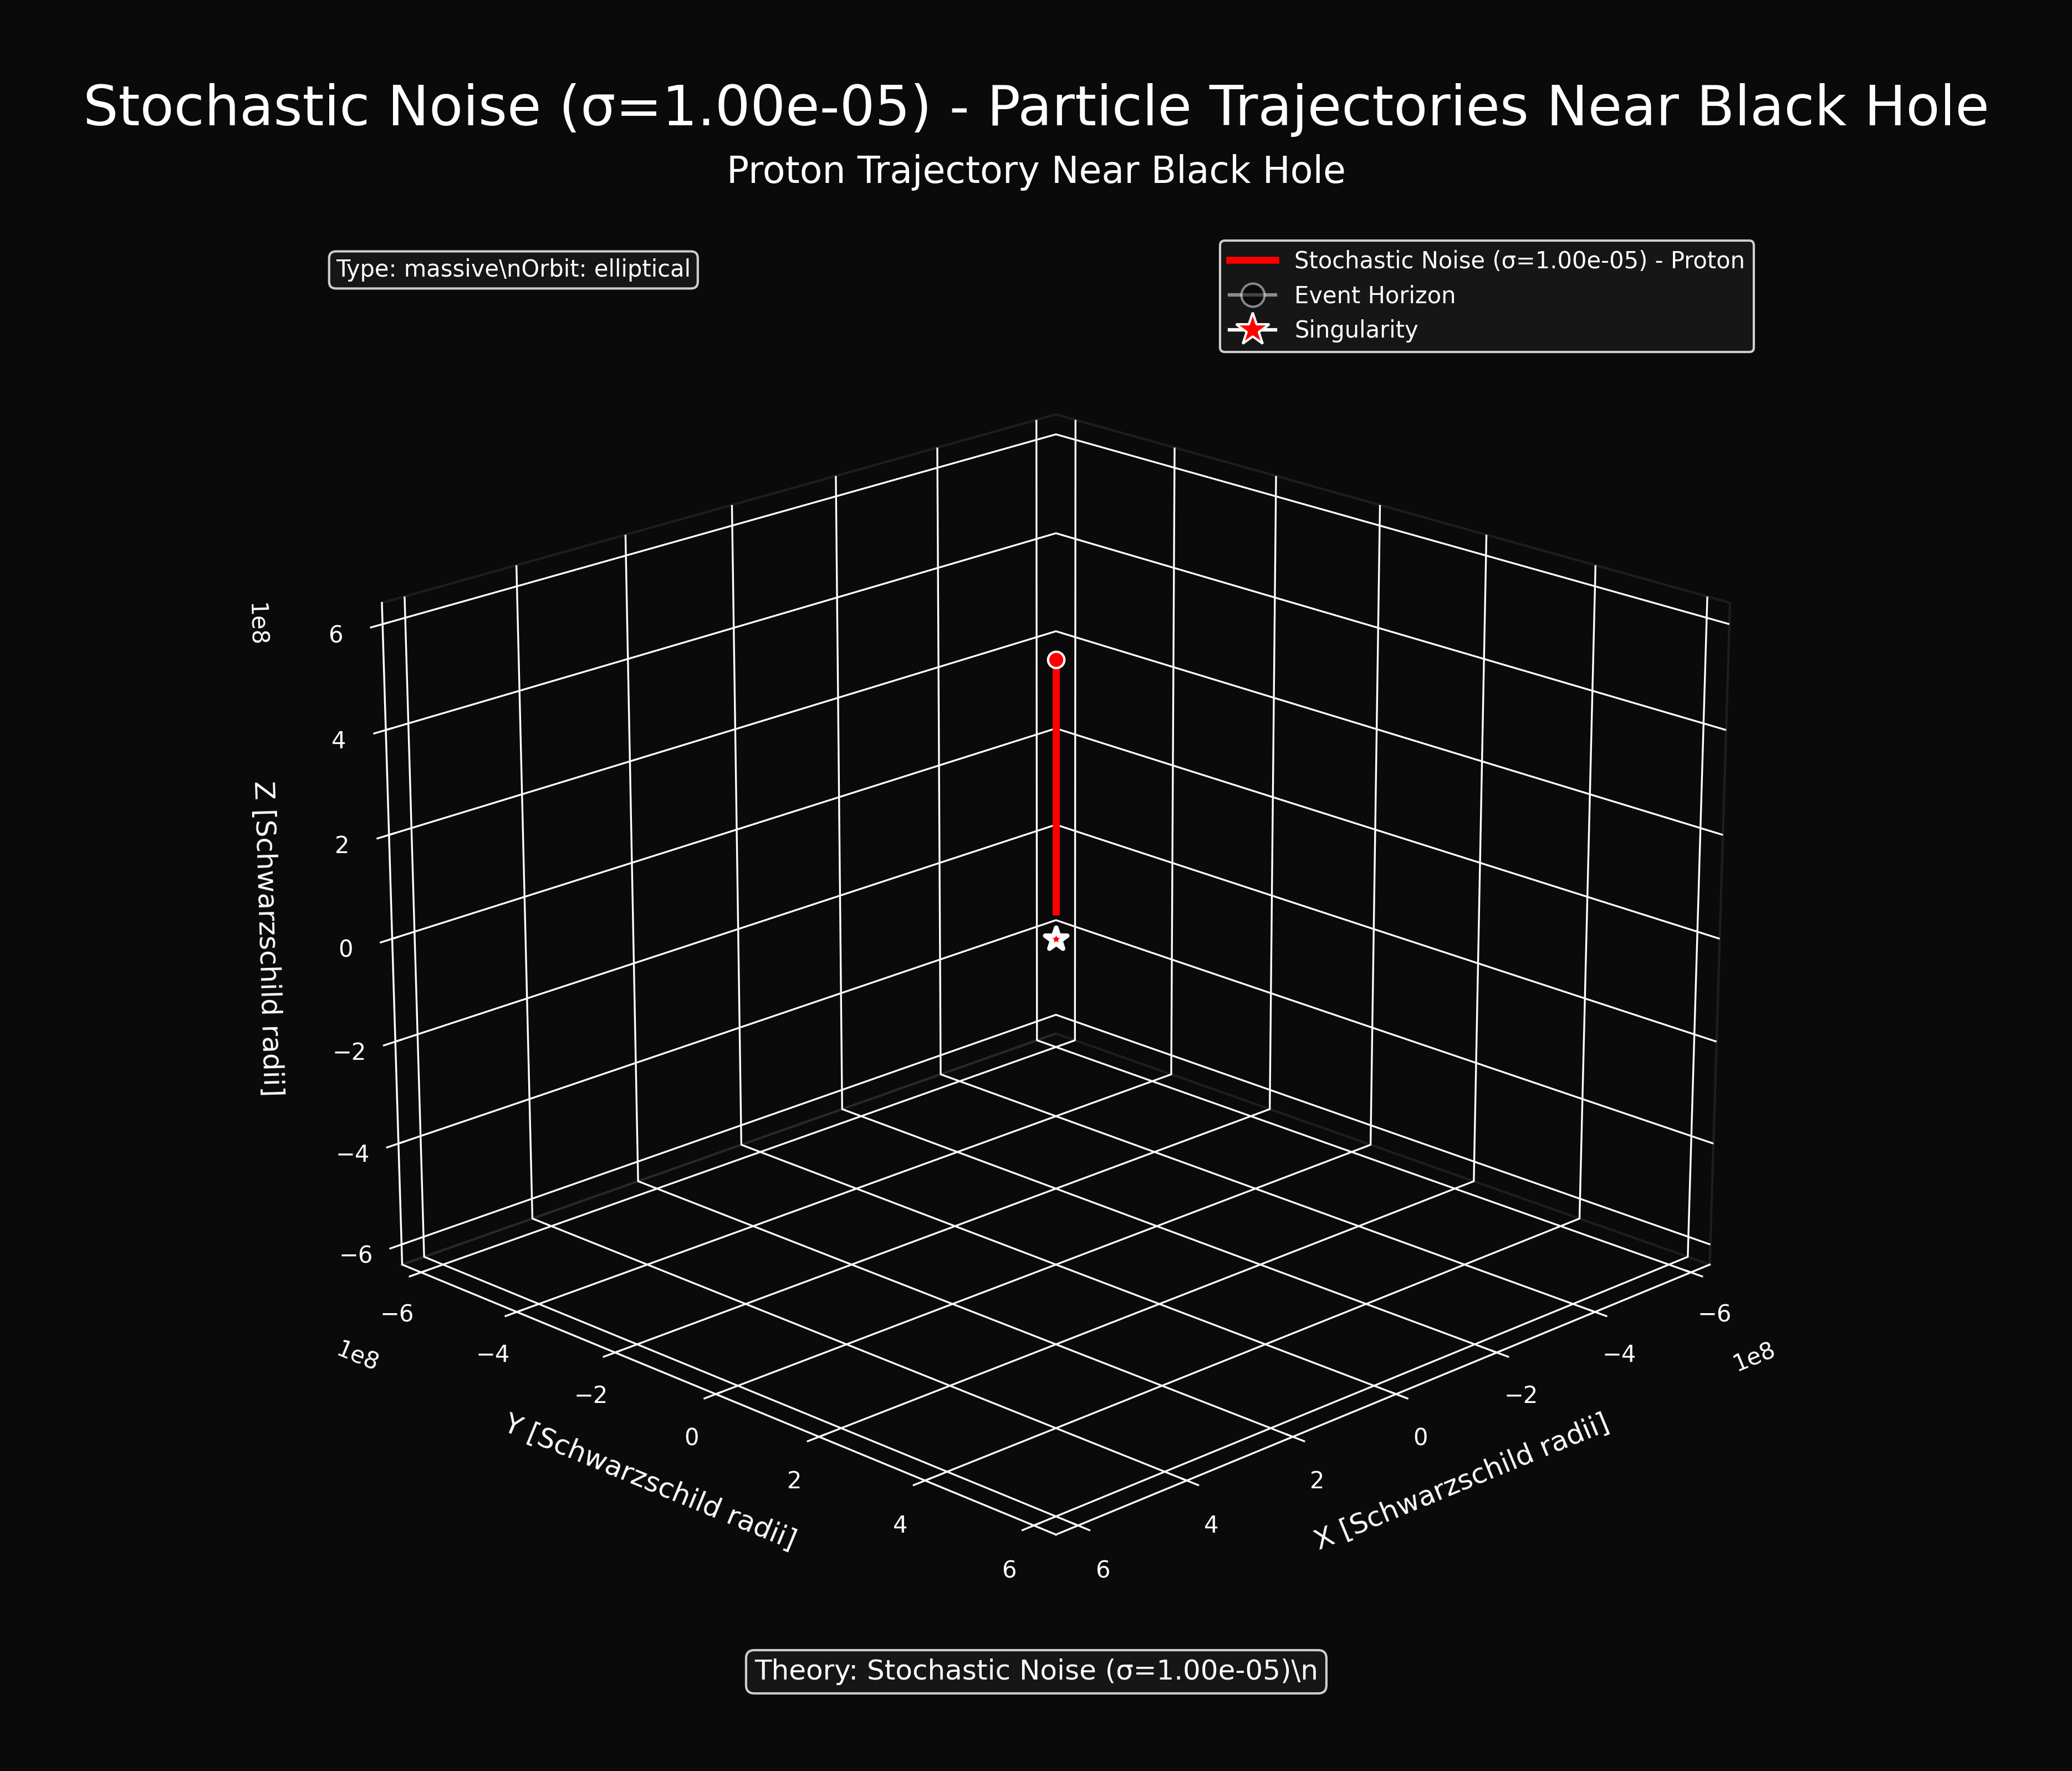 Stochastic Noise (σ=1.00e-05) - Particle Trajectories Near Black Hole
Proton Trajectory Near Black Hole
Type: massive\nOrbit: elliptical
Stochastic Noise (σ=1.00e-05) - Proton
Event Horizon
Singularity
1e8
6
4
2
0
−2
−4
−6
Z [Schwarzschild radii]
−6
−4
−2
0
2
4
6
1e8
Y [Schwarzschild radii]
6
4
2
0
−2
−4
−6
1e8
X [Schwarzschild radii]
Theory: Stochastic Noise (σ=1.00e-05)\n